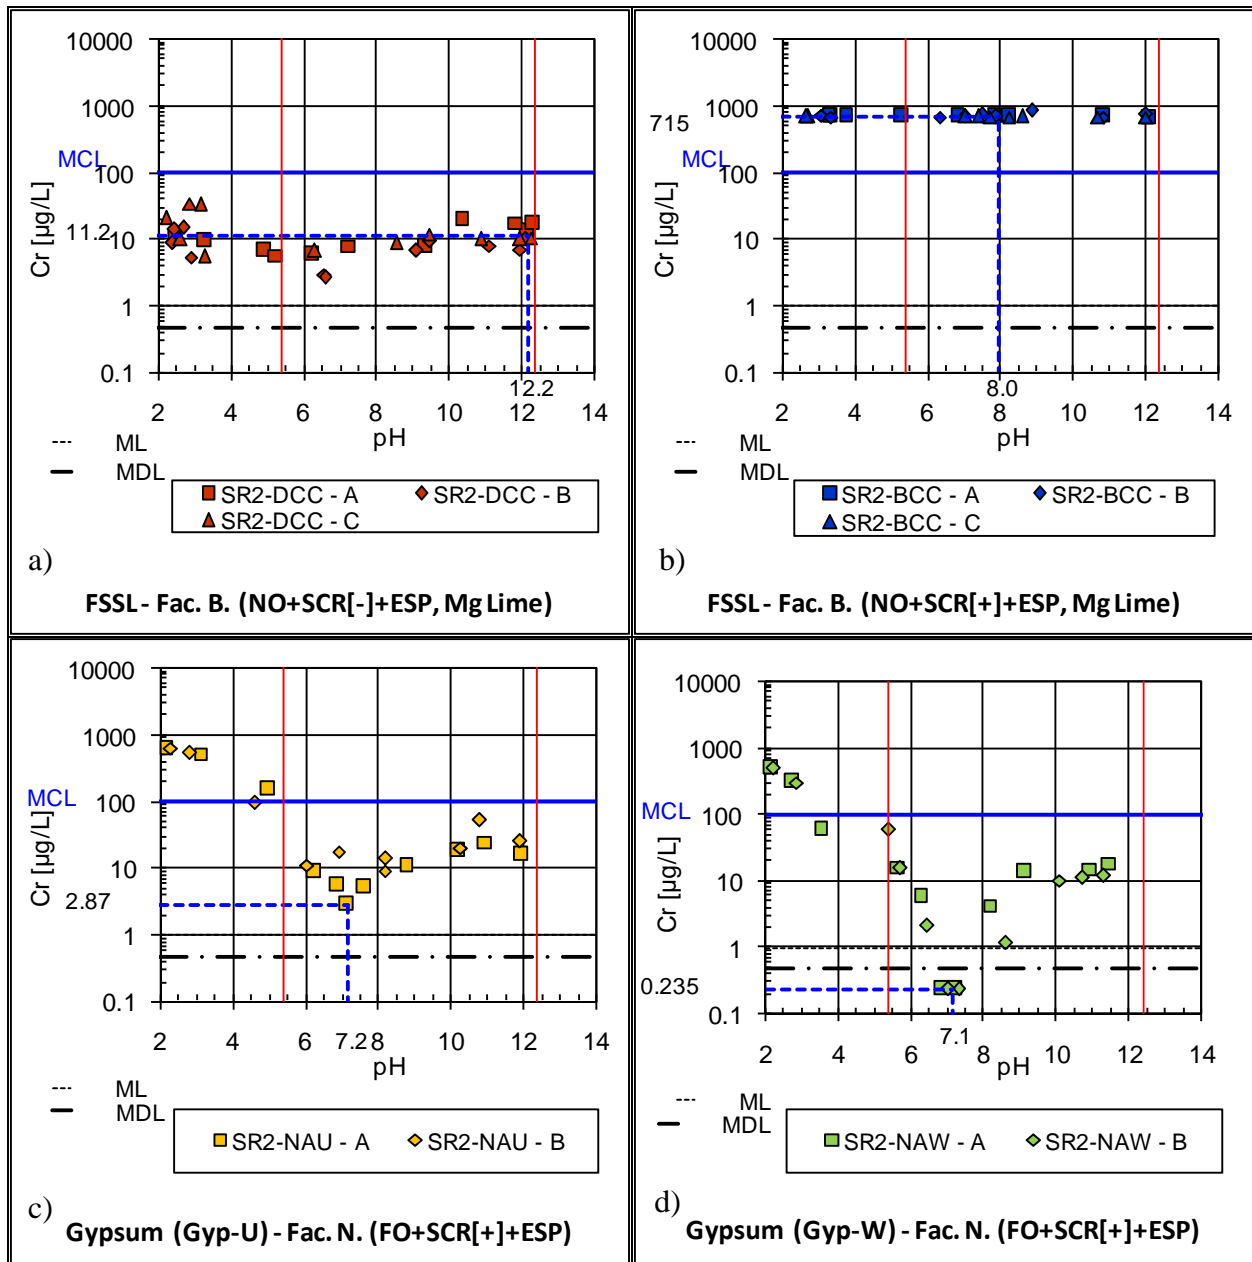 10000
1000
100
10
1
0.1
MCL
11.2
Cr [µg/L]
12.2
2 4 6 8 10 12 14
pH
--- ML
— MDL
SR2-DCC - A SR2-DCC - B
SR2-DCC - C
a)
FSSL - Fac. B. (NO+SCR[-]+ESP, Mg Lime)
10000
1000
715
MCL
100
10
1
0.1
Cr [µg/L]
8.0
2 4 6 8 10 12 14
pH
--- ML
— MDL
SR2-BCC - A SR2-BCC - B
SR2-BCC - C
b)
FSSL - Fac. B. (NO+SCR[+]+ESP, Mg Lime)
10000
1000
MCL
100
10
2.87
1
0.1
Cr [µg/L]
7.2
2 4 6 8 10 12 14
pH
--- ML
— MDL
SR2-NAU - A SR2-NAU - B
c)
Gypsum (Gyp-U) - Fac. N. (FO+SCR[+]+ESP)
10000
1000
MCL
100
10
1
0.235
0.1
Cr [µg/L]
7.1
2 4 6 8 10 12 14
pH
--- ML
— MDL
SR2-NAW - A SR2-NAW - B
d)
Gypsum (Gyp-W) - Fac. N. (FO+SCR[+]+ESP)